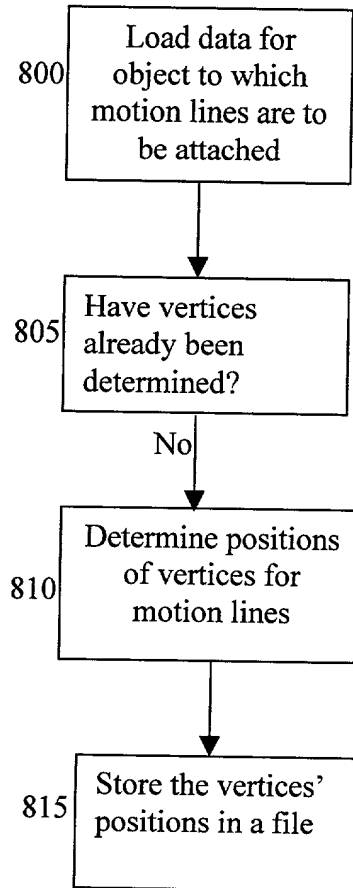 800
Load data for
object to which
motion lines are to
be attached
805
Have vertices
already been
determined?
No
810
Determine positions
of vertices for
motion lines
815
Store the vertices’
positions in a file